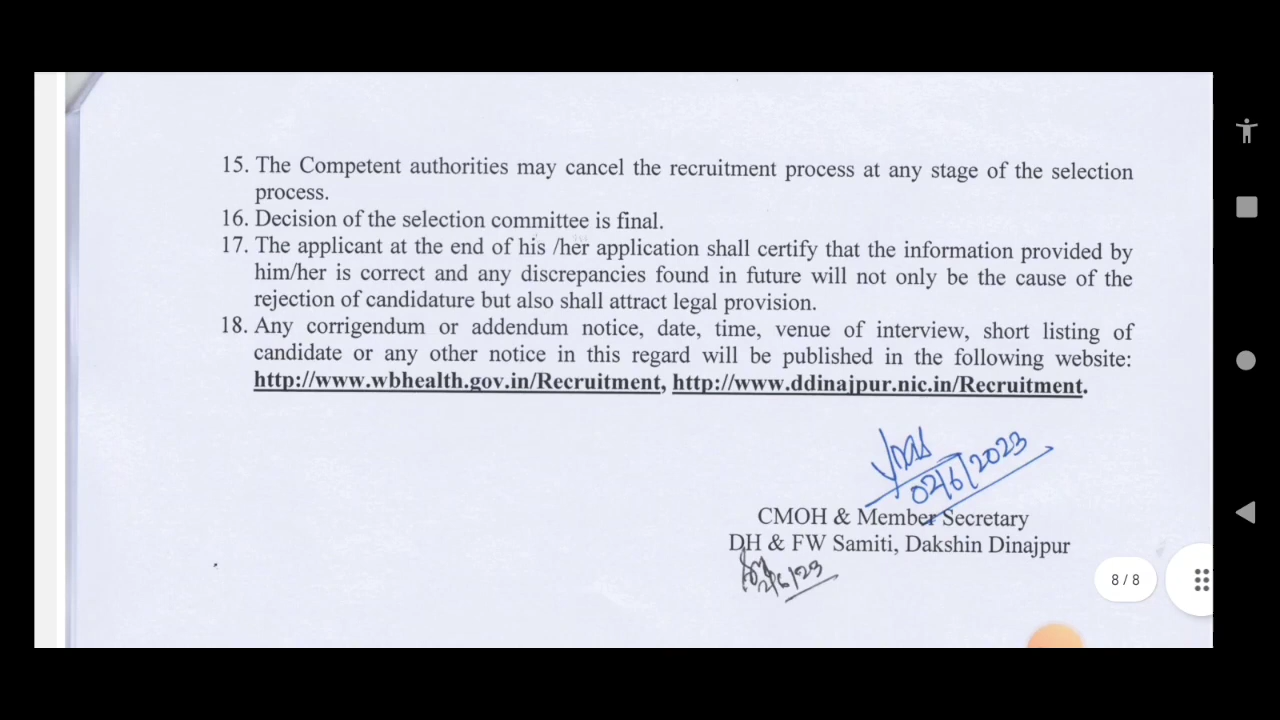 15. The Competent authorities may cancel the recruitment process at any stage of the selection
process.
16. Decision of the selection committee is final.
17. The applicant at the end of his /her application shall certify that the information provided by
him/her is correct and any discrepancies found in future will not only be the cause of the
rejection of candidature but also shall attract legal provision.
18. Any corrigendum or addendum notice, date, time, venue of interview, short listing of
candidate or any other notice in this regard will be published in the following website:
http://www.wbhealth.gov.in/Recruitment, http://www.ddinajpur.nic.in/Recruitment.
02/6/2023
CMOH & Member Secretary
DH & FW Samiti, Dakshin Dinajpur
2/6/23
8 / 8